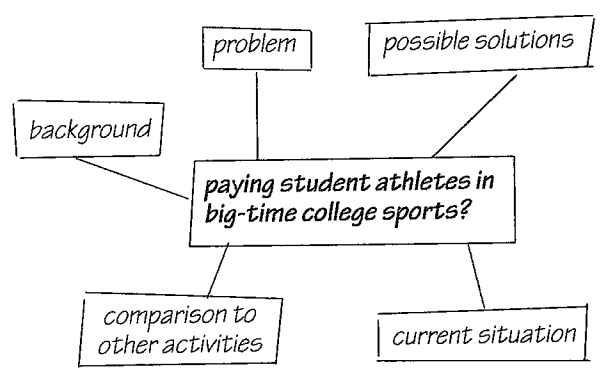 problem
possible solutions
background
paying student athletes in
big-time college sports?
comparison to
other activities
current situation